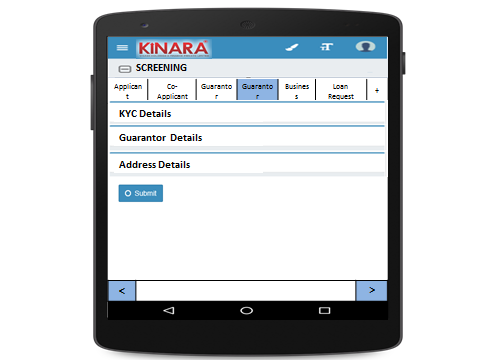 KINARA
SCREENING
Applican
t
Co-
Applicant
Guaranto
r
Guaranto
r
Busines
s
Loan
Request
+
KYC Details
Guarantor Details
Address Details
Submit
<
>